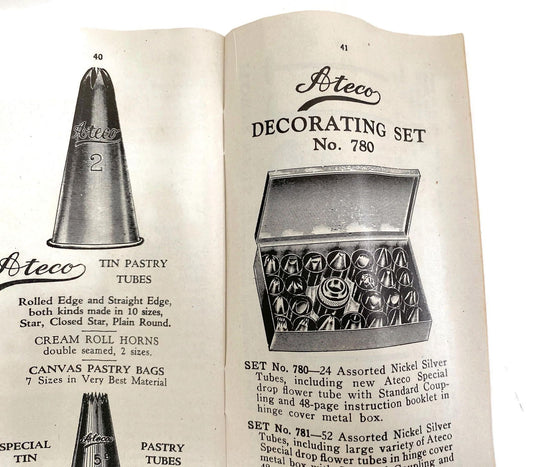 40
Ateco
2
Ateco TIN PASTRY
TUBES
Rolled Edge and Straight Edge,
both kinds made in 10 sizes,
Star, Closed Star, Plain Round.
CREAM ROLL HORNS
double seamed, 2 sizes.
CANVAS PASTRY BAGS
7 Sizes in Very Best Material
Ateco
SPECIAL
TIN
PASTRY
TUBES
41
Ateco
DECORATING SET
No. 780
SET No. 780—24 Assorted Nickel Silver
Tubes, including new Ateco Special
drop flower tube with Standard Coup-
ling and 48-page instruction booklet in
hinge cover metal box.
SET No. 781—52 Assorted Nickel Silver
Tubes, including large variety of Ateco
Special drop flower tubes in hinge cover
metal box with